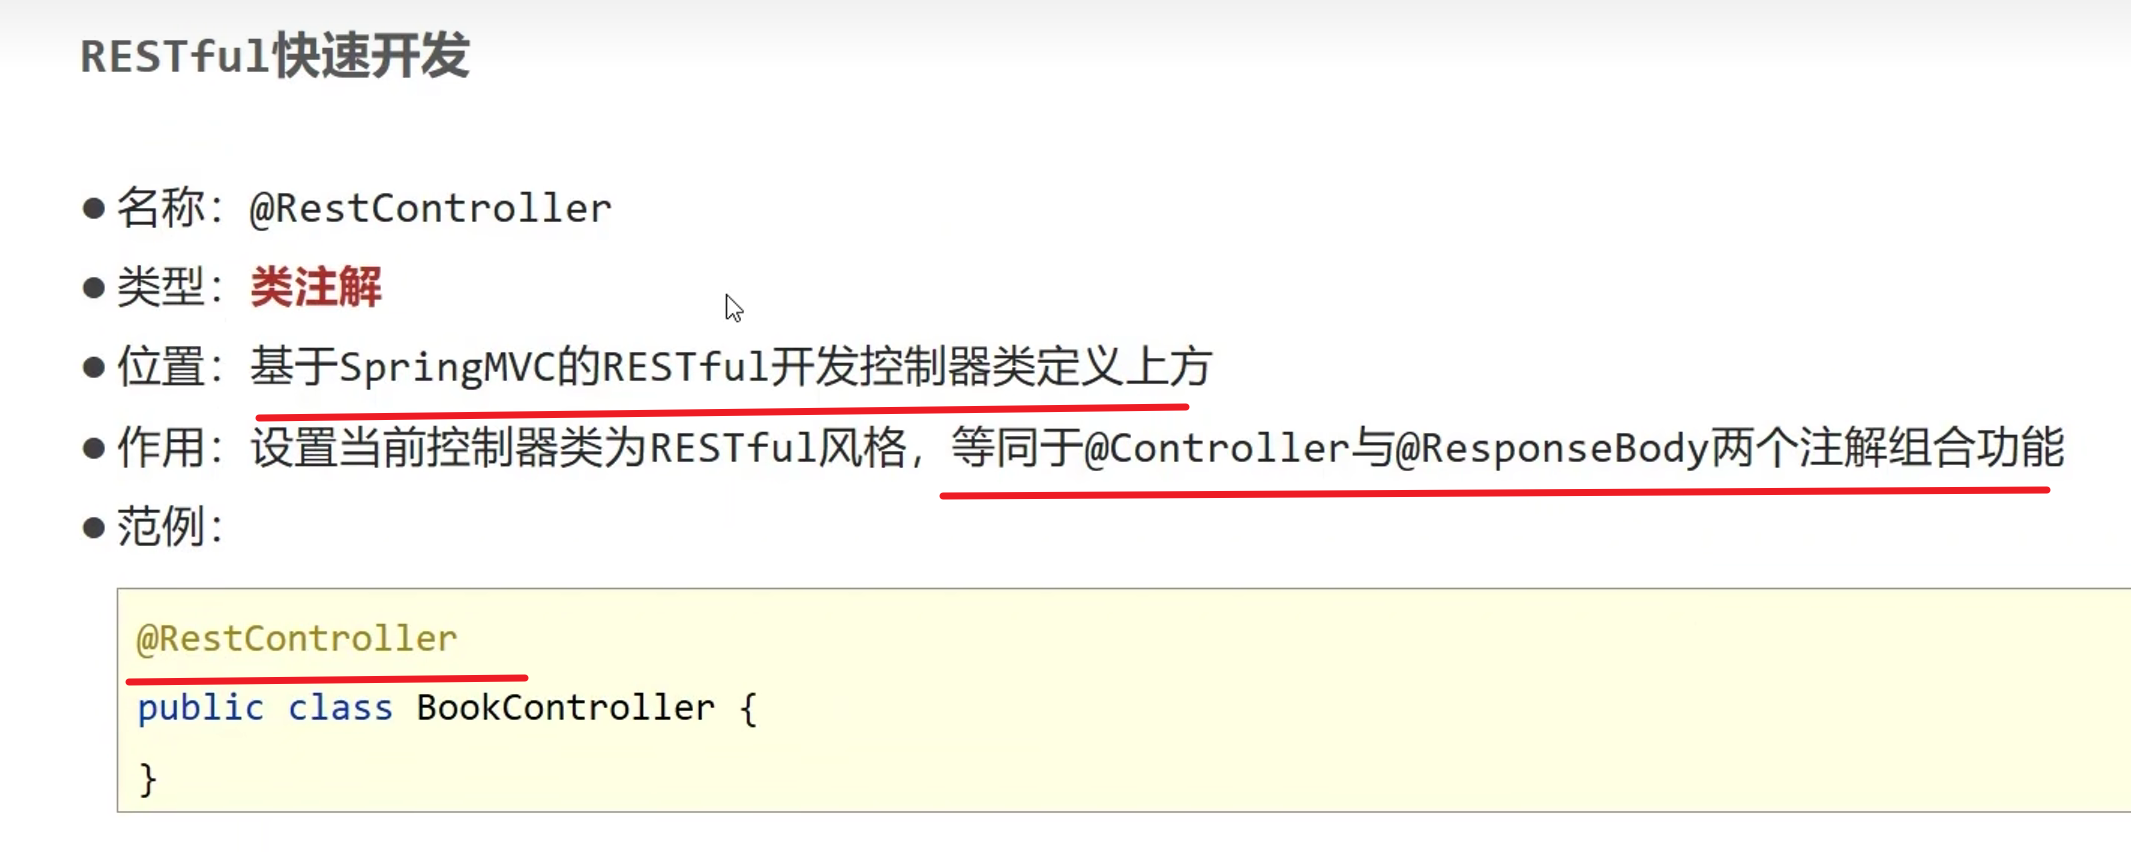 RESTful快速开发
●名称：@RestController
●类型：类注解
●位置：基于SpringMVC的RESTful开发控制器类定义上方
●作用：设置当前控制器类为RESTful风格，等同于@Controller与@ResponseBody两个注解组合功能
●范例：
@RestController
public class BookController {
}